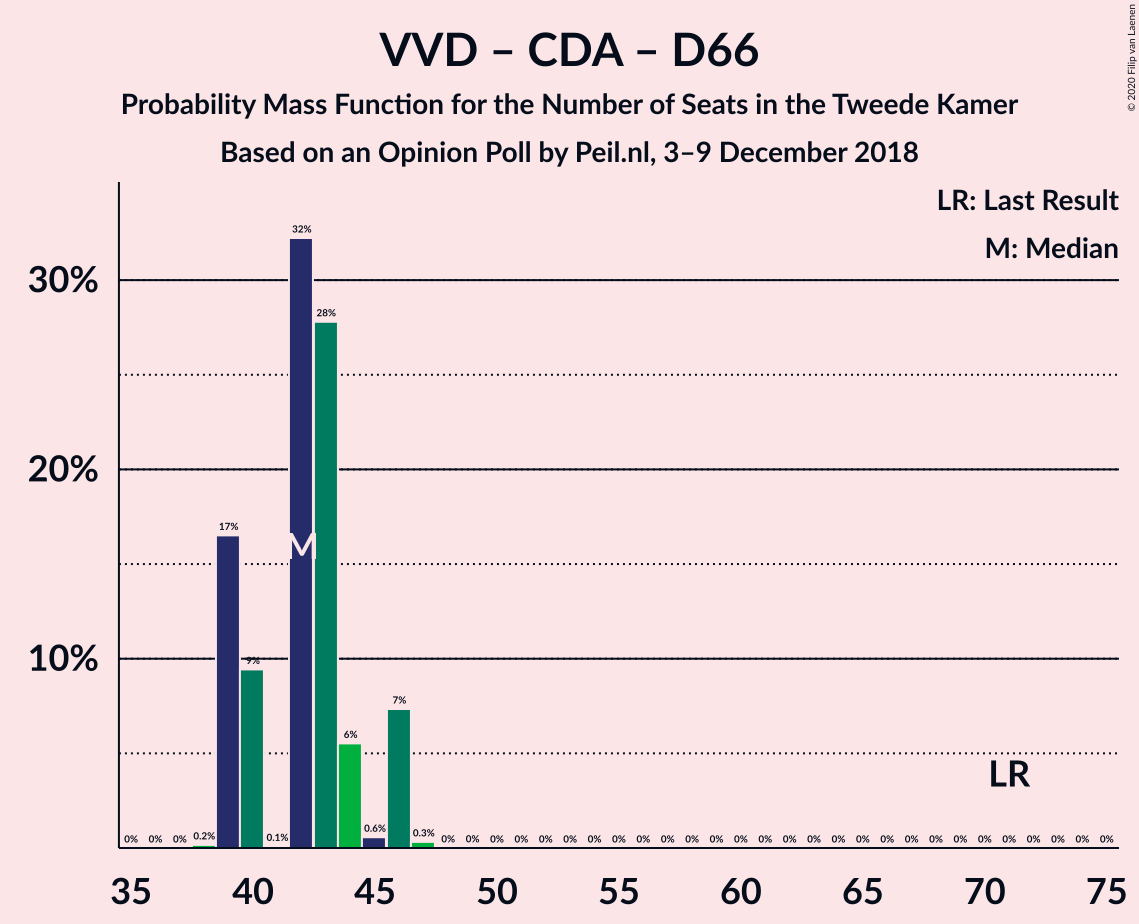 VVD – CDA – D66
Probability Mass Function for the Number of Seats in the Tweede Kamer
Based on an Opinion Poll by Peil.nl, 3–9 December 2018
© 2020 Filip van Laenen
LR: Last Result
M: Median
32%
30%
28%
20%
17%
M
10%
9%
7%
6%
LR
0% 0% 0% 0.2% 0.1% 0.6% 0.3% 0% 0% 0% 0% 0% 0% 0% 0% 0% 0% 0% 0% 0% 0% 0% 0% 0% 0% 0% 0% 0% 0% 0% 0% 0% 0% 0% 0%
35 40 45 50 55 60 65 70 75